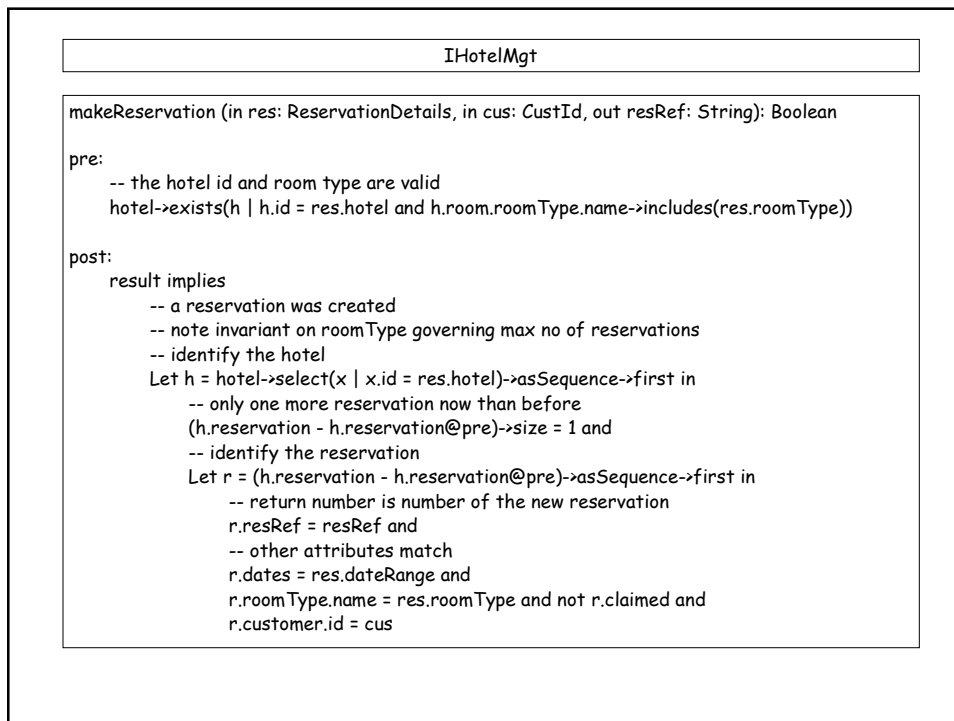 IHotelMgt
makeReservation (in res: ReservationDetails, in cus: CustId, out resRef: String): Boolean
pre:
-- the hotel id and room type are valid
hotel->exists(h | h.id = res.hotel and h.room.roomType.name->includes(res.roomType))
post:
result implies
-- a reservation was created
-- note invariant on roomType governing max no of reservations
-- identify the hotel
Let h = hotel->select(x | x.id = res.hotel)->asSequence->first in
-- only one more reservation now than before
(h.reservation - h.reservation@pre)->size = 1 and
-- identify the reservation
Let r = (h.reservation - h.reservation@pre)->asSequence->first in
-- return number is number of the new reservation
r.resRef = resRef and
-- other attributes match
r.dates = res.dateRange and
r.roomType.name = res.roomType and not r.claimed and
r.customer.id = cus